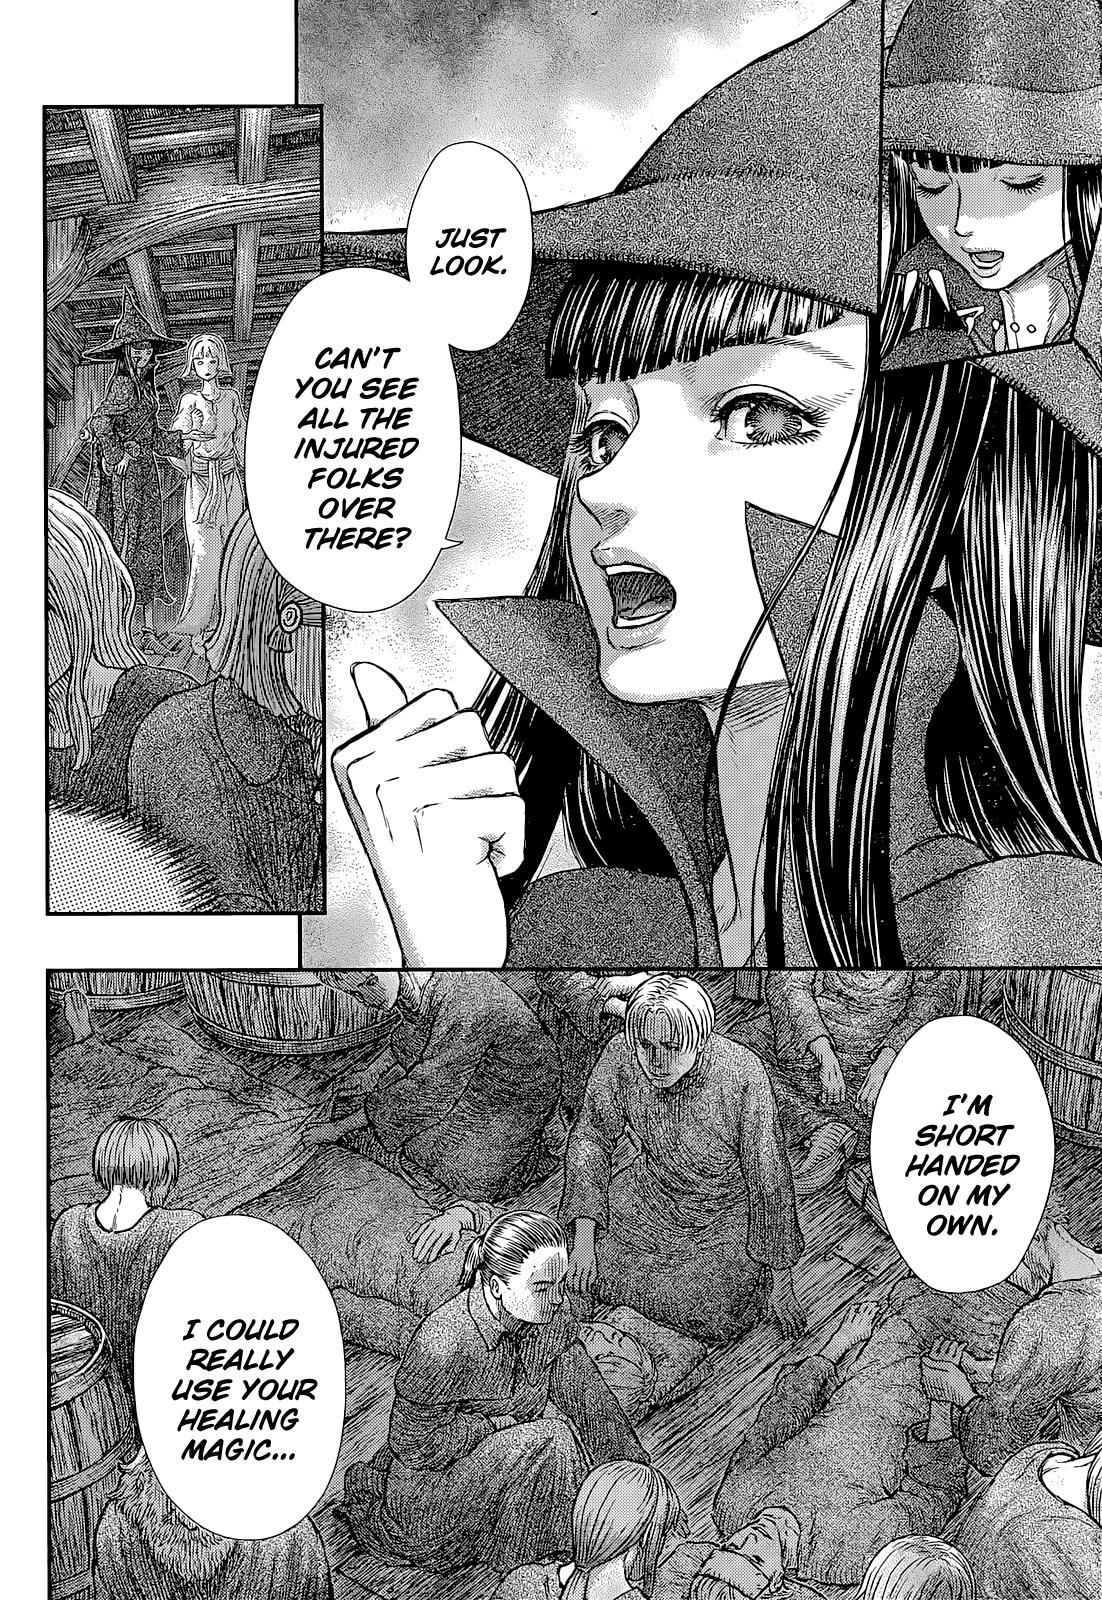 JUST
LOOK.
CAN'T
YOU SEE
ALL THE
INJURED
FOLKS
OVER
THERE?
I'M
SHORT
HANDED
ON MY
OWN.
I COULD
REALLY
USE YOUR
HEALING
MAGIC...